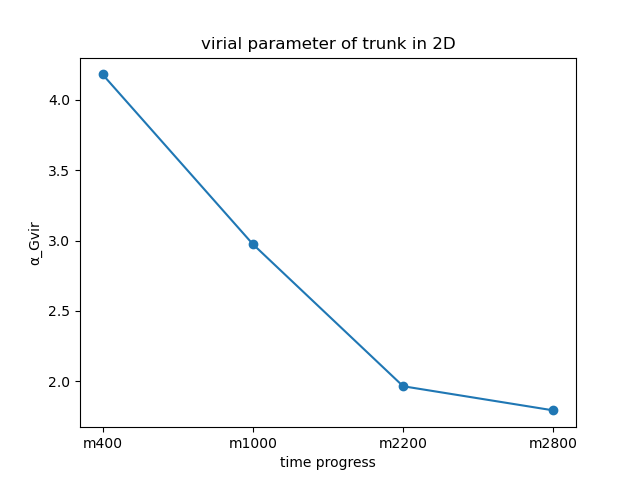 virial parameter of trunk in 2D
α_Gvir
4.0
3.5
3.0
2.5
2.0
m400 m1000 m2200 m2800
time progress